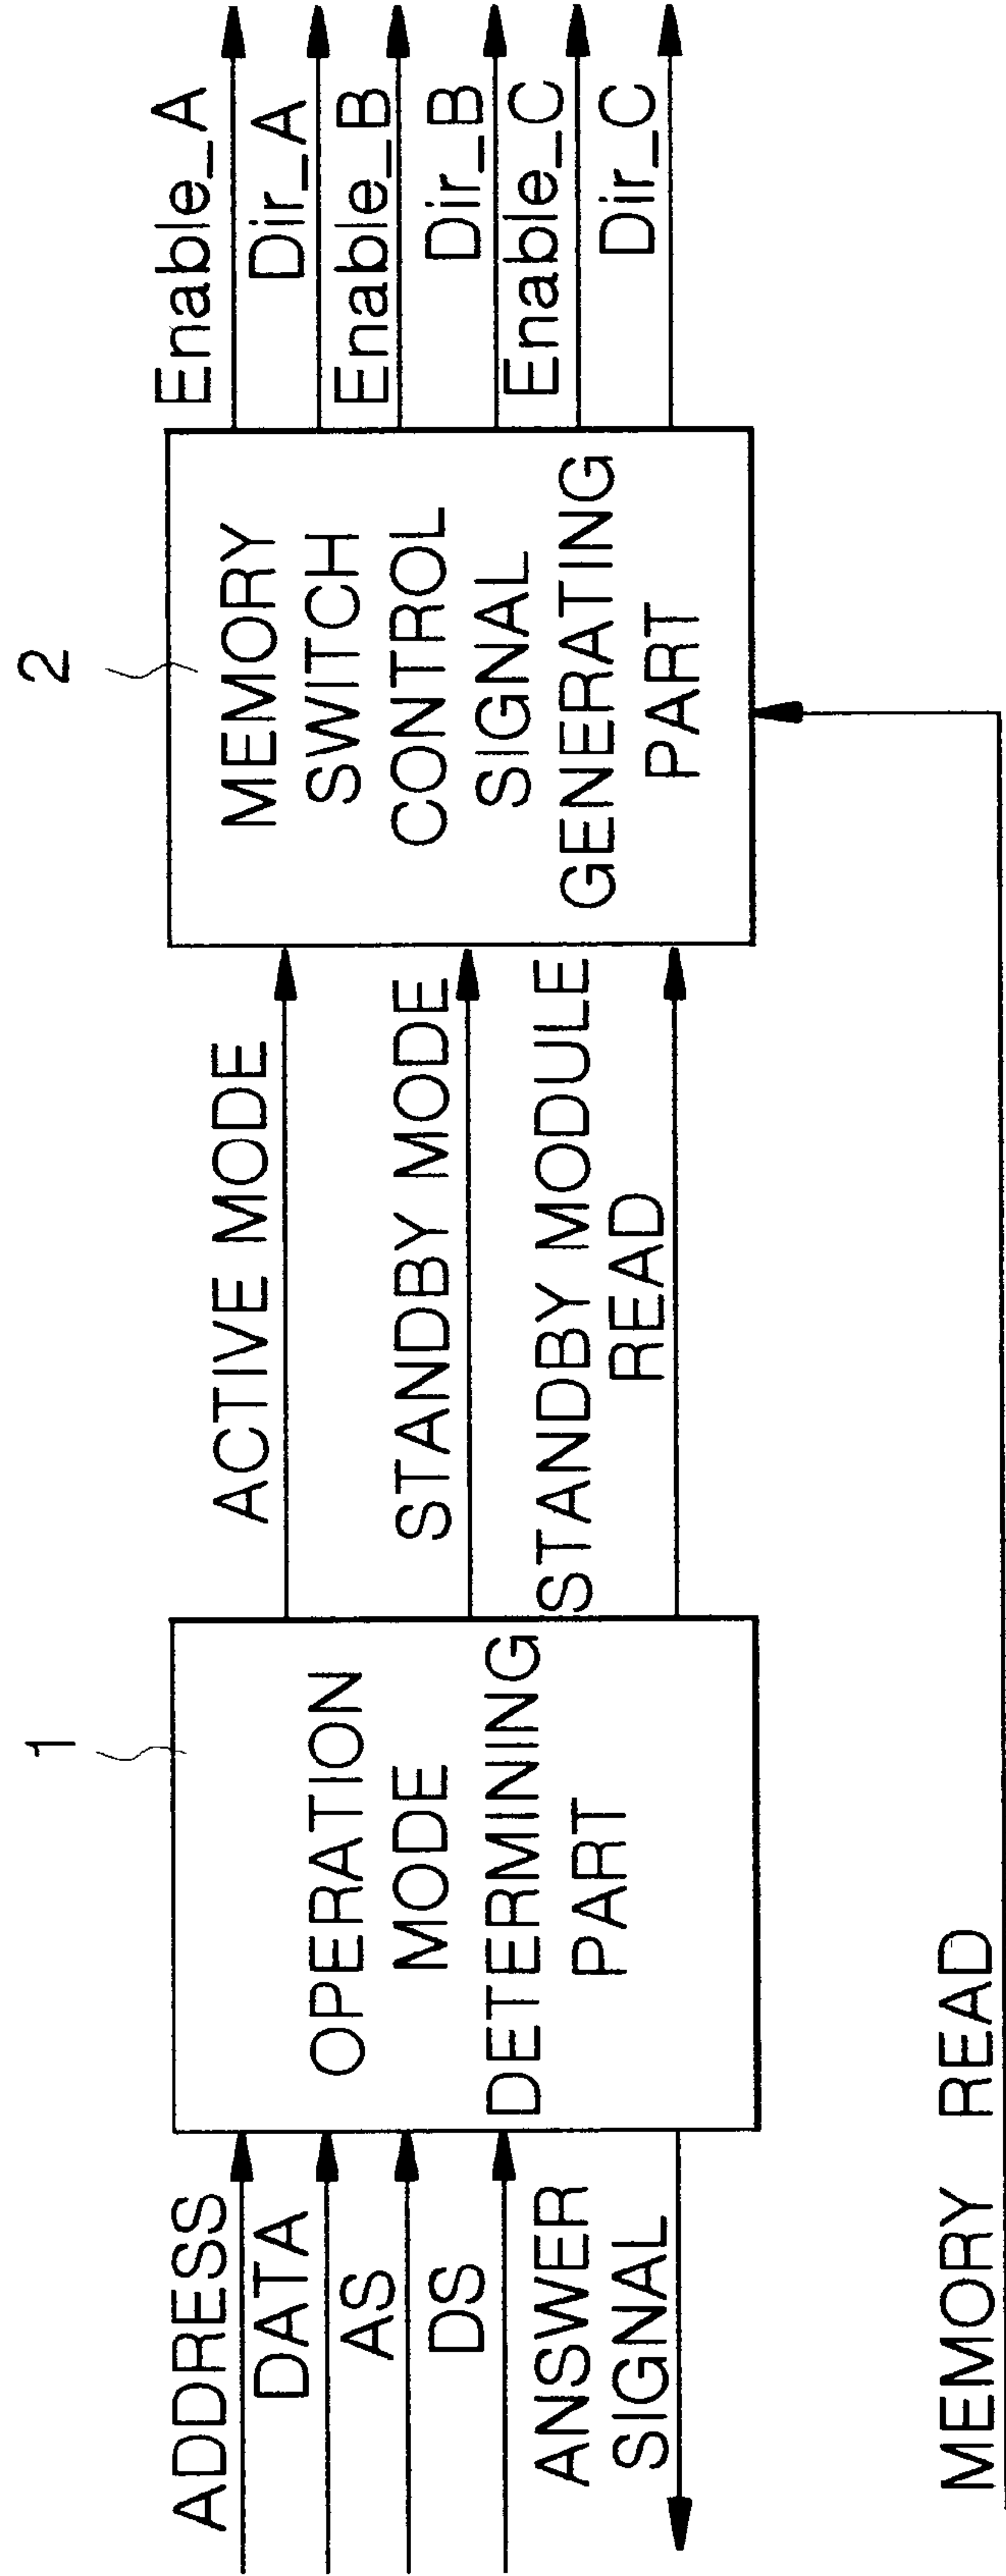 1
2
ADDRESS
DATA
AS
DS
ANSWER
SIGNAL
OPERATION
MODE
DETERMINING
PART
ACTIVE MODE
STANDBY MODE
STANDBY MODULE
READ
MEMORY
SWITCH
CONTROL
SIGNAL
GENERATING
PART
Enable_A
Dir_A
Enable_B
Dir_B
Enable_C
Dir_C
MEMORY READ